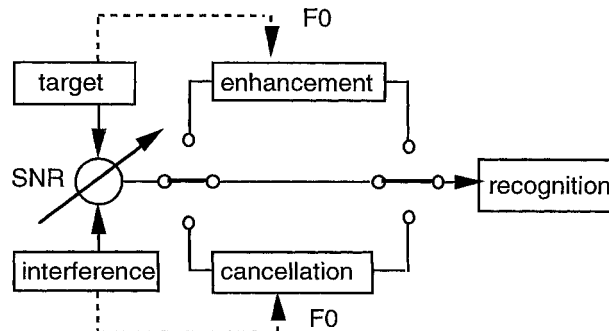 F0
target
enhancement
SNR
recognition
interference
cancellation
F0